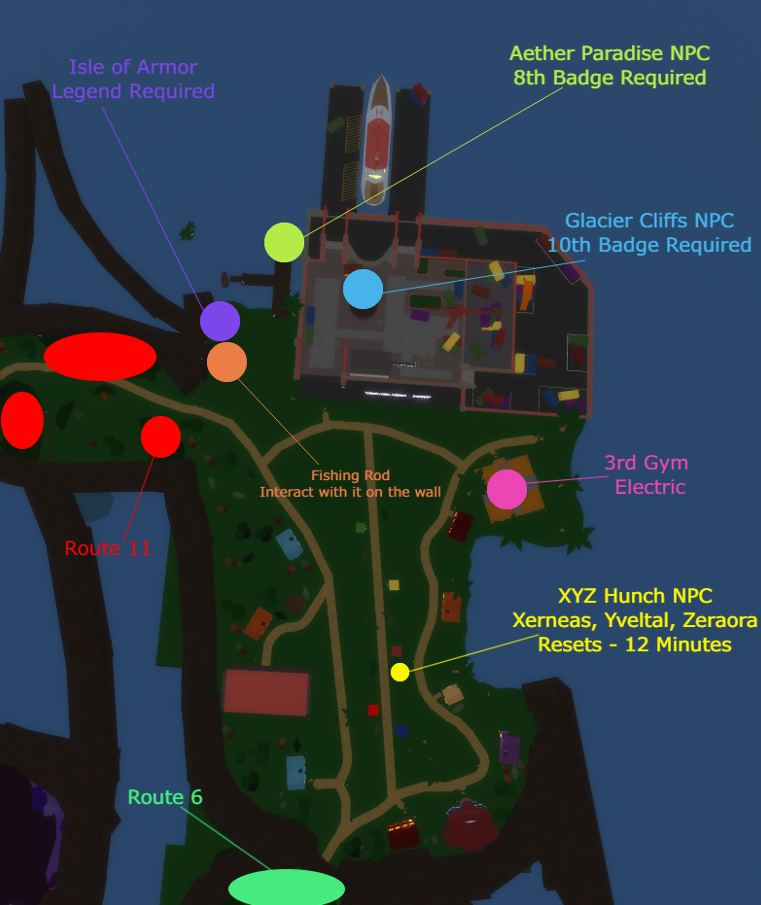 Aether Paradise NPC
8th Badge Required
Isle of Armor
Legend Required
Glacier Cliffs NPC
10th Badge Required
3rd Gym
Electric
Fishing Rod
Interact with it on the wall
Route 11
XYZ Hunch NPC
Xerneas, Yveltal, Zeraora
Resets - 12 Minutes
Route 6